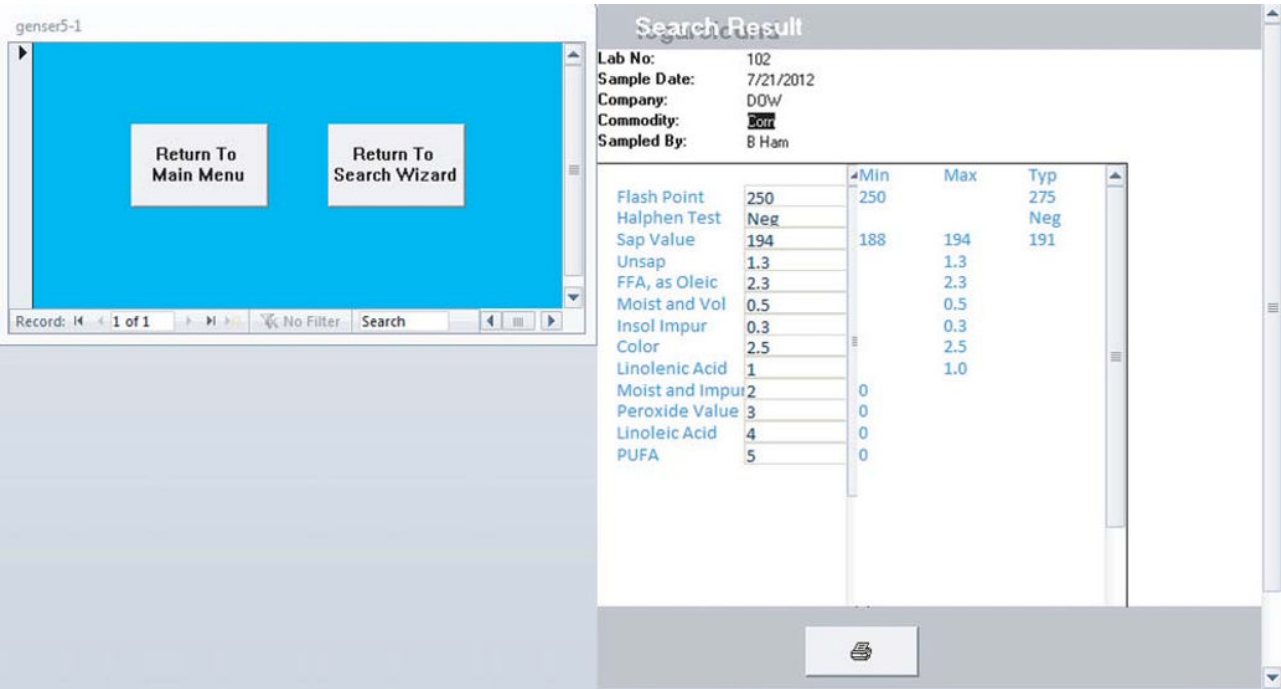 genser5-1
Return To
Main Menu
Return To
Search Wizard
Record: 1 of 1 No Filter Search
Search Result
Lab No: 102
Sample Date: 7/21/2012
Company: DOW
Commodity: Corn
Sampled By: B Ham
Min Max Typ
Flash Point 250 250 275
Halphen Test Neg Neg
Sap Value 194 188 194 191
Unsap 1.3 1.3
FFA, as Oleic 2.3 2.3
Moist and Vol 0.5 0.5
Insol Impur 0.3 0.3
Color 2.5 2.5
Linolenic Acid 1 1.0
Moist and Impur 2 0
Peroxide Value 3 0
Linoleic Acid 4 0
PUFA 5 0